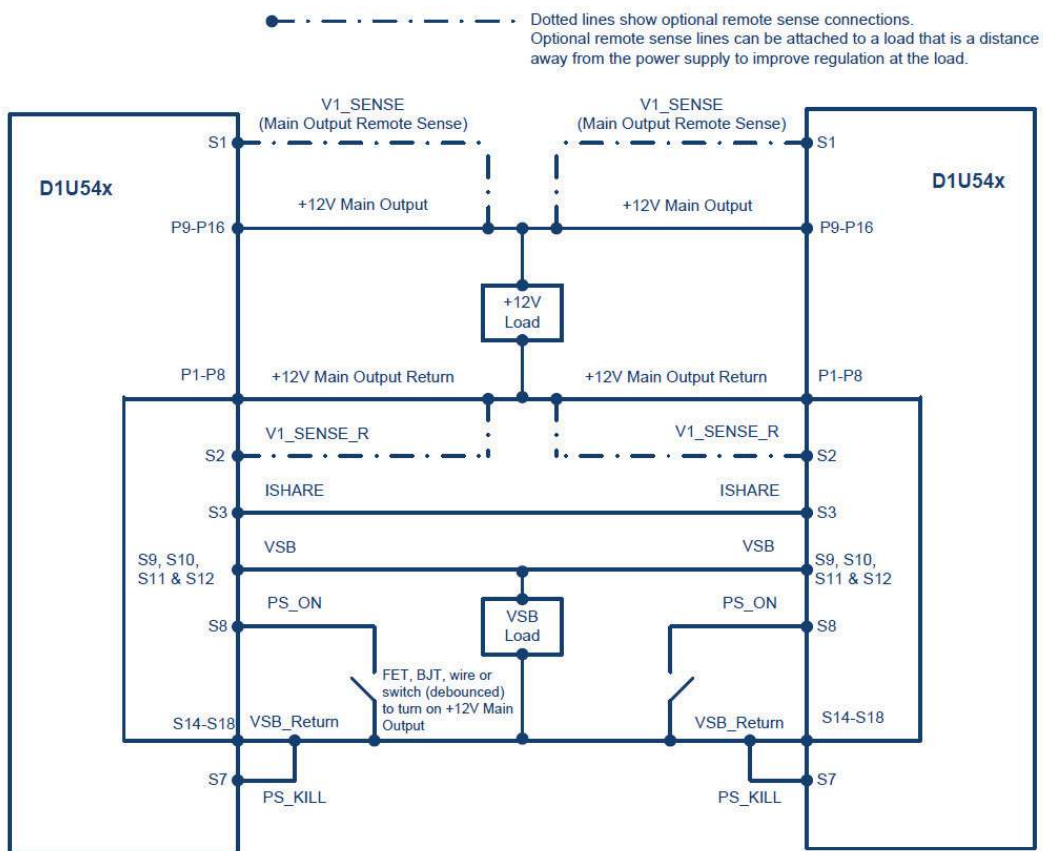 Dotted lines show optional remote sense connections.
Optional remote sense lines can be attached to a load that is a distance
away from the power supply to improve regulation at the load.
V1_SENSE
(Main Output Remote Sense)
V1_SENSE
(Main Output Remote Sense)
S1
S1
D1U54x
D1U54x
+12V Main Output
+12V Main Output
P9-P16
P9-P16
+12V
Load
P1-P8
+12V Main Output Return
+12V Main Output Return
P1-P8
V1_SENSE_R
V1_SENSE_R
S2
S2
ISHARE
ISHARE
S3
S3
VSB
VSB
S9, S10,
S11 & S12
S9, S10,
S11 & S12
PS_ON
PS_ON
VSB
Load
S8
S8
FET, BJT, wire or
switch (debounced)
to turn on +12V Main
Output
S14-S18
VSB_Return
VSB_Return
S14-S18
S7
S7
PS_KILL
PS_KILL